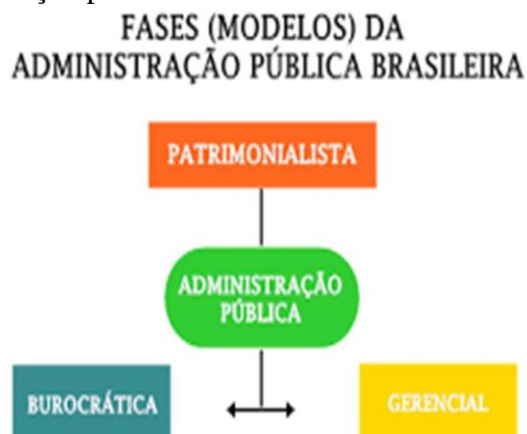 FASES (MODELOS) DA
ADMINISTRAÇÃO PÚBLICA BRASILEIRA
PATRIMONIALISTA
ADMINISTRAÇÃO
PÚBLICA
BUROCRÁTICA
GERENCIAL